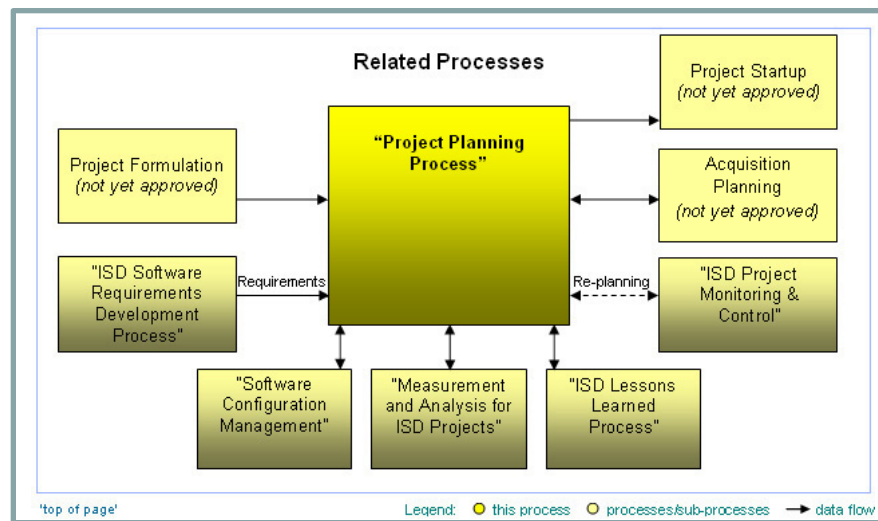 Related Processes
Project Startup
(not yet approved)
"Project Planning
Process"
Project Formulation
(not yet approved)
Acquisition
Planning
(not yet approved)
"ISD Software
Requirements
Development
Process"
Requirements
Re-planning
"ISD Project
Monitoring &
Control"
"Software
Configuration
Management"
"Measurement
and Analysis for
ISD Projects"
"ISD Lessons
Learned
Process"
'top of page'
Legend: this process processes/sub-processes data flow